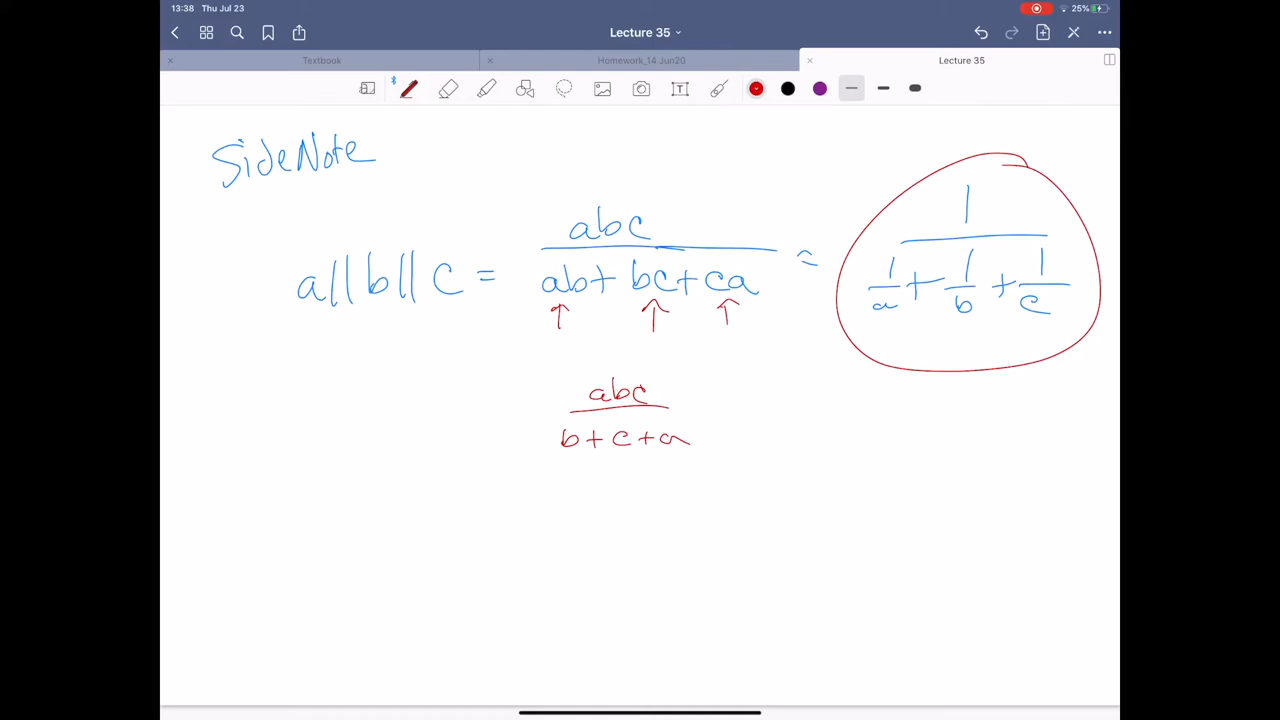 13:38 Thu Jul 23 25%
Lecture 35
Textbook Homework_14 Jun20 Lecture 35
SideNote
a||b||c = abc / (ab + bc + ca) = 1 / (1/a + 1/b + 1/c)
abc / (b + c + a)